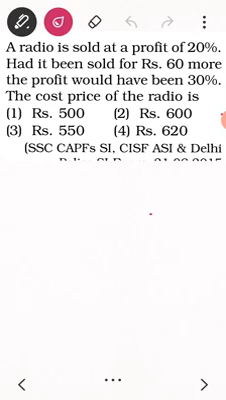 A radio is sold at a profit of 20%.
Had it been sold for Rs. 60 more
the profit would have been 30%.
The cost price of the radio is
(1) Rs. 500 (2) Rs. 600
(3) Rs. 550 (4) Rs. 620
(SSC CAPFs SI, CISF ASI & Delhi